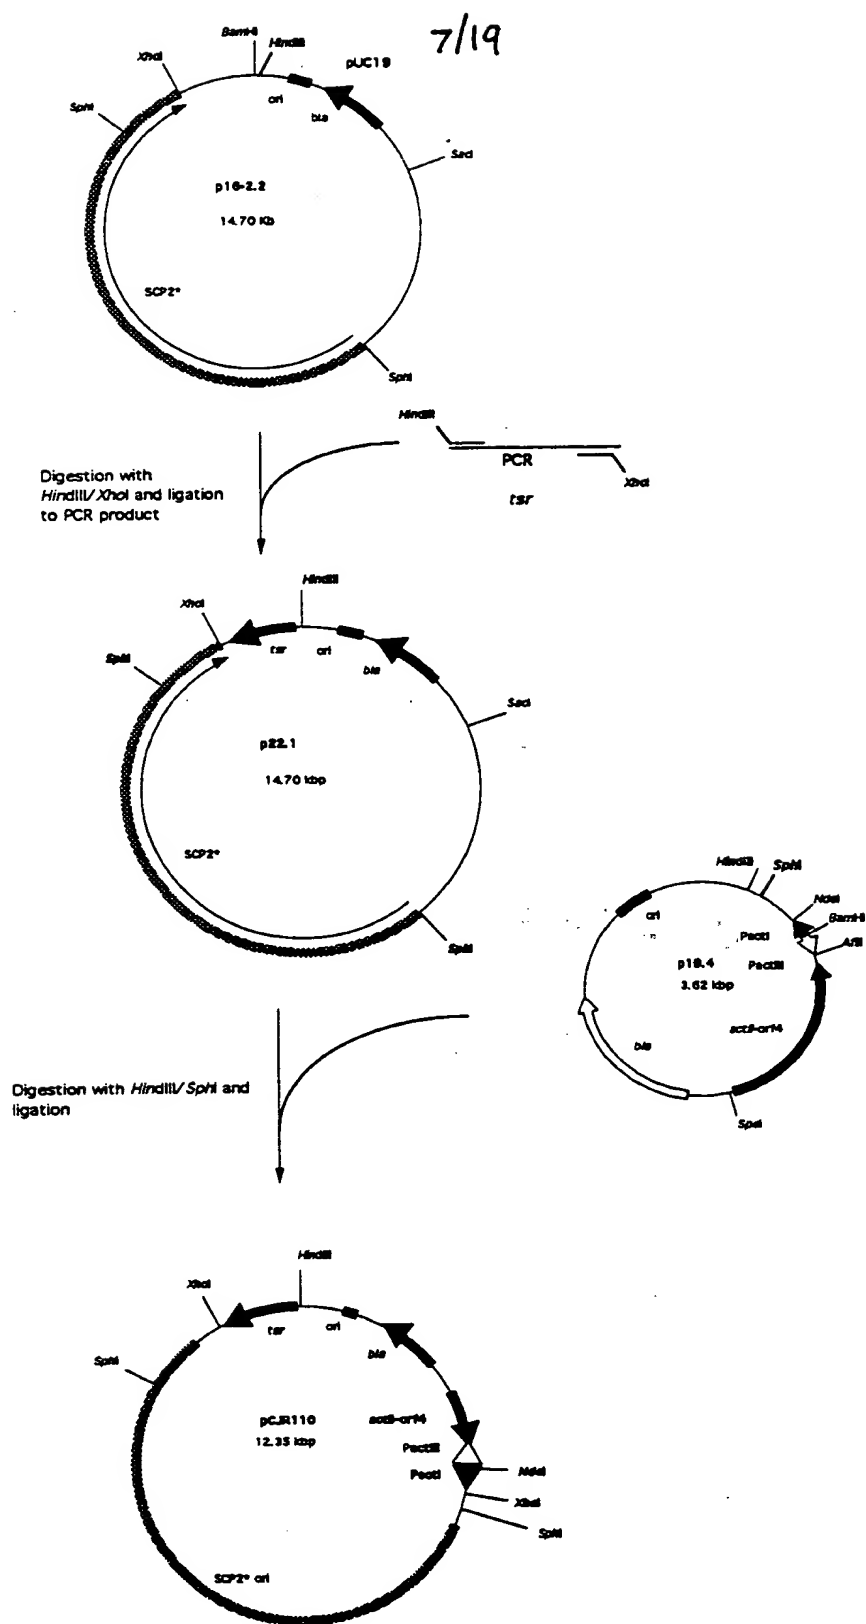 7/19
BamHI
HindIII
XhoI
pUC19
SphI
ori
bla
SacI
p16-2.2
14.70 Kb
SCP2*
SphI
HindIII
PCR
XhoI
tsr
Digestion with
HindIII/XhoI and ligation
to PCR product
HindIII
XhoI
SphI
tsr
ori
bla
SacI
p22.1
14.70 kbp
SCP2*
SphI
HindIII
SphI
NdeI
BamHI
AflII
ori
PactI
PactIII
p18.4
3.62 kbp
actII-orf4
bla
SpeI
Digestion with HindIII/SphI and
ligation
HindIII
XhoI
tsr
ori
bla
SphI
pCJR110
12.35 kbp
actII-orf4
PactIII
PactI
NdeI
XbaI
SphI
SCP2* ori